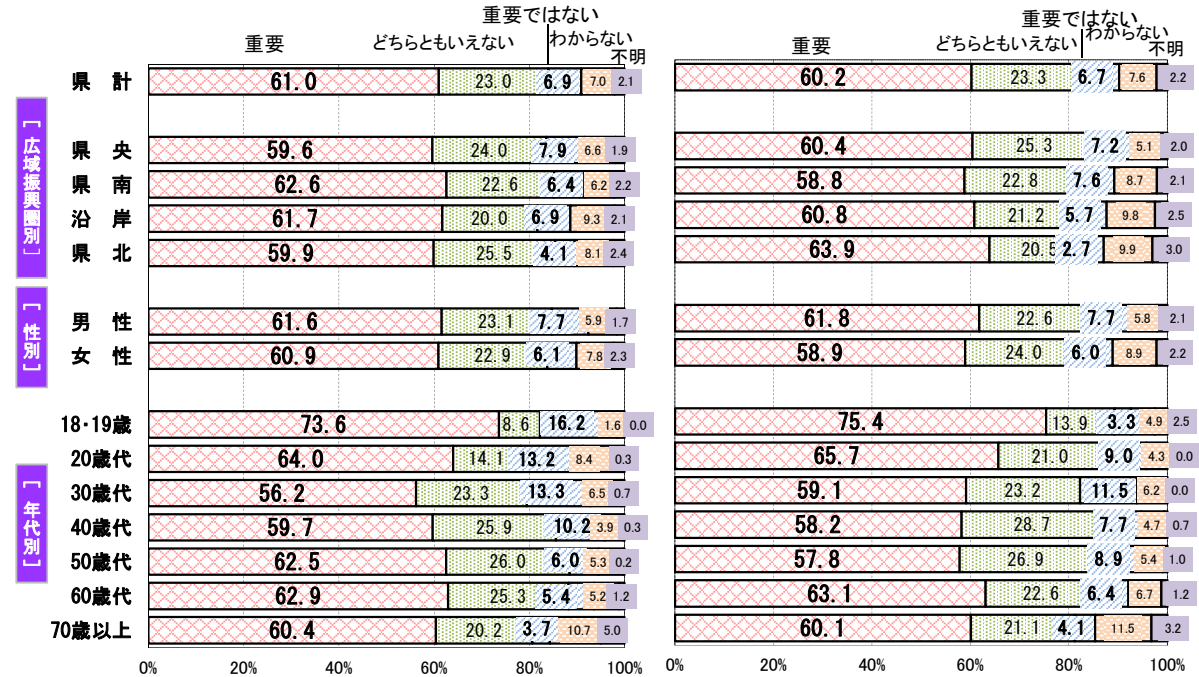 重要ではない
重要 どちらともいえない わからない
不明
県 計 61.0 23.0 6.9 7.0 2.1
[ 広域振興圏別 ]
県 央 59.6 24.0 7.9 6.6 1.9
県 南 62.6 22.6 6.4 6.2 2.2
沿 岸 61.7 20.0 6.9 9.3 2.1
県 北 59.9 25.5 4.1 8.1 2.4
[ 性別 ]
男 性 61.6 23.1 7.7 5.9 1.7
女 性 60.9 22.9 6.1 7.8 2.3
[ 年代別 ]
18・19歳 73.6 8.6 16.2 1.6 0.0
20歳代 64.0 14.1 13.2 8.4 0.3
30歳代 56.2 23.3 13.3 6.5 0.7
40歳代 59.7 25.9 10.2 3.9 0.3
50歳代 62.5 26.0 6.0 5.3 0.2
60歳代 62.9 25.3 5.4 5.2 1.2
70歳以上 60.4 20.2 3.7 10.7 5.0
0% 20% 40% 60% 80% 100%
重要ではない
重要 どちらともいえない わからない
不明
60.2 23.3 6.7 7.6 2.2
60.4 25.3 7.2 5.1 2.0
58.8 22.8 7.6 8.7 2.1
60.8 21.2 5.7 9.8 2.5
63.9 20.5 2.7 9.9 3.0
61.8 22.6 7.7 5.8 2.1
58.9 24.0 6.0 8.9 2.2
75.4 13.9 3.3 4.9 2.5
65.7 21.0 9.0 4.3 0.0
59.1 23.2 11.5 6.2 0.0
58.2 28.7 7.7 4.7 0.7
57.8 26.9 8.9 5.4 1.0
63.1 22.6 6.4 6.7 1.2
60.1 21.1 4.1 11.5 3.2
0% 20% 40% 60% 80% 100%